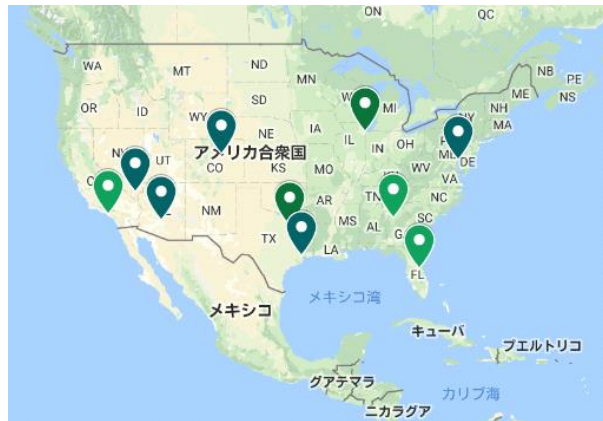 ON
QC
WA
MT
ND
MN
NB
PE
ME
NS
OR
ID
SD
MI
NH
MA
WY
IA
NE
IL
IN
OH
DE
NV
UT
CO
KS
WV
VA
アメリカ合衆国
AR
TN
NC
SC
NM
TX
MS
AL
LA
FL
メキシコ湾
メキシコ
キューバ
プエルトリコ
グアテマラ
カリブ海
ニカラグア